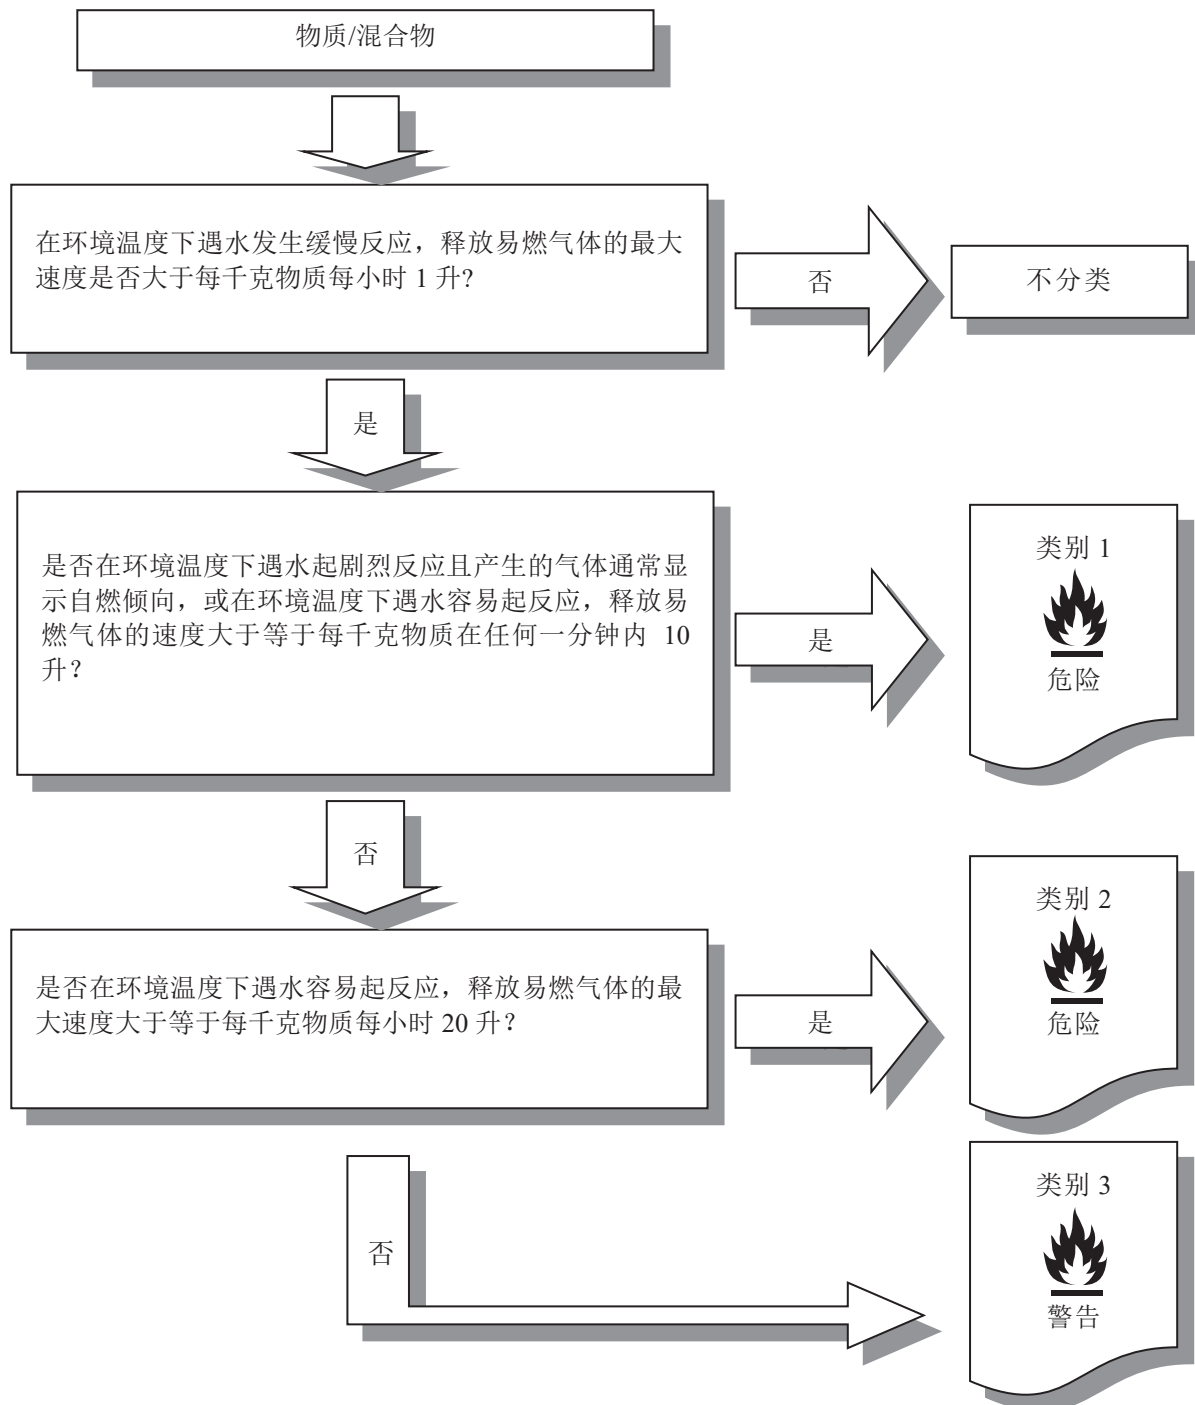 物质/混合物
在环境温度下遇水发生缓慢反应，释放易燃气体的最大
速度是否大于每千克物质每小时 1 升?
否
不分类
是
是否在环境温度下遇水起剧烈反应且产生的气体通常显
示自燃倾向，或在环境温度下遇水容易起反应，释放易
燃气体的速度大于等于每千克物质在任何一分钟内 10
升？
是
类别 1
危险
否
是否在环境温度下遇水容易起反应，释放易燃气体的最
大速度大于等于每千克物质每小时 20 升？
是
类别 2
危险
否
类别 3
警告